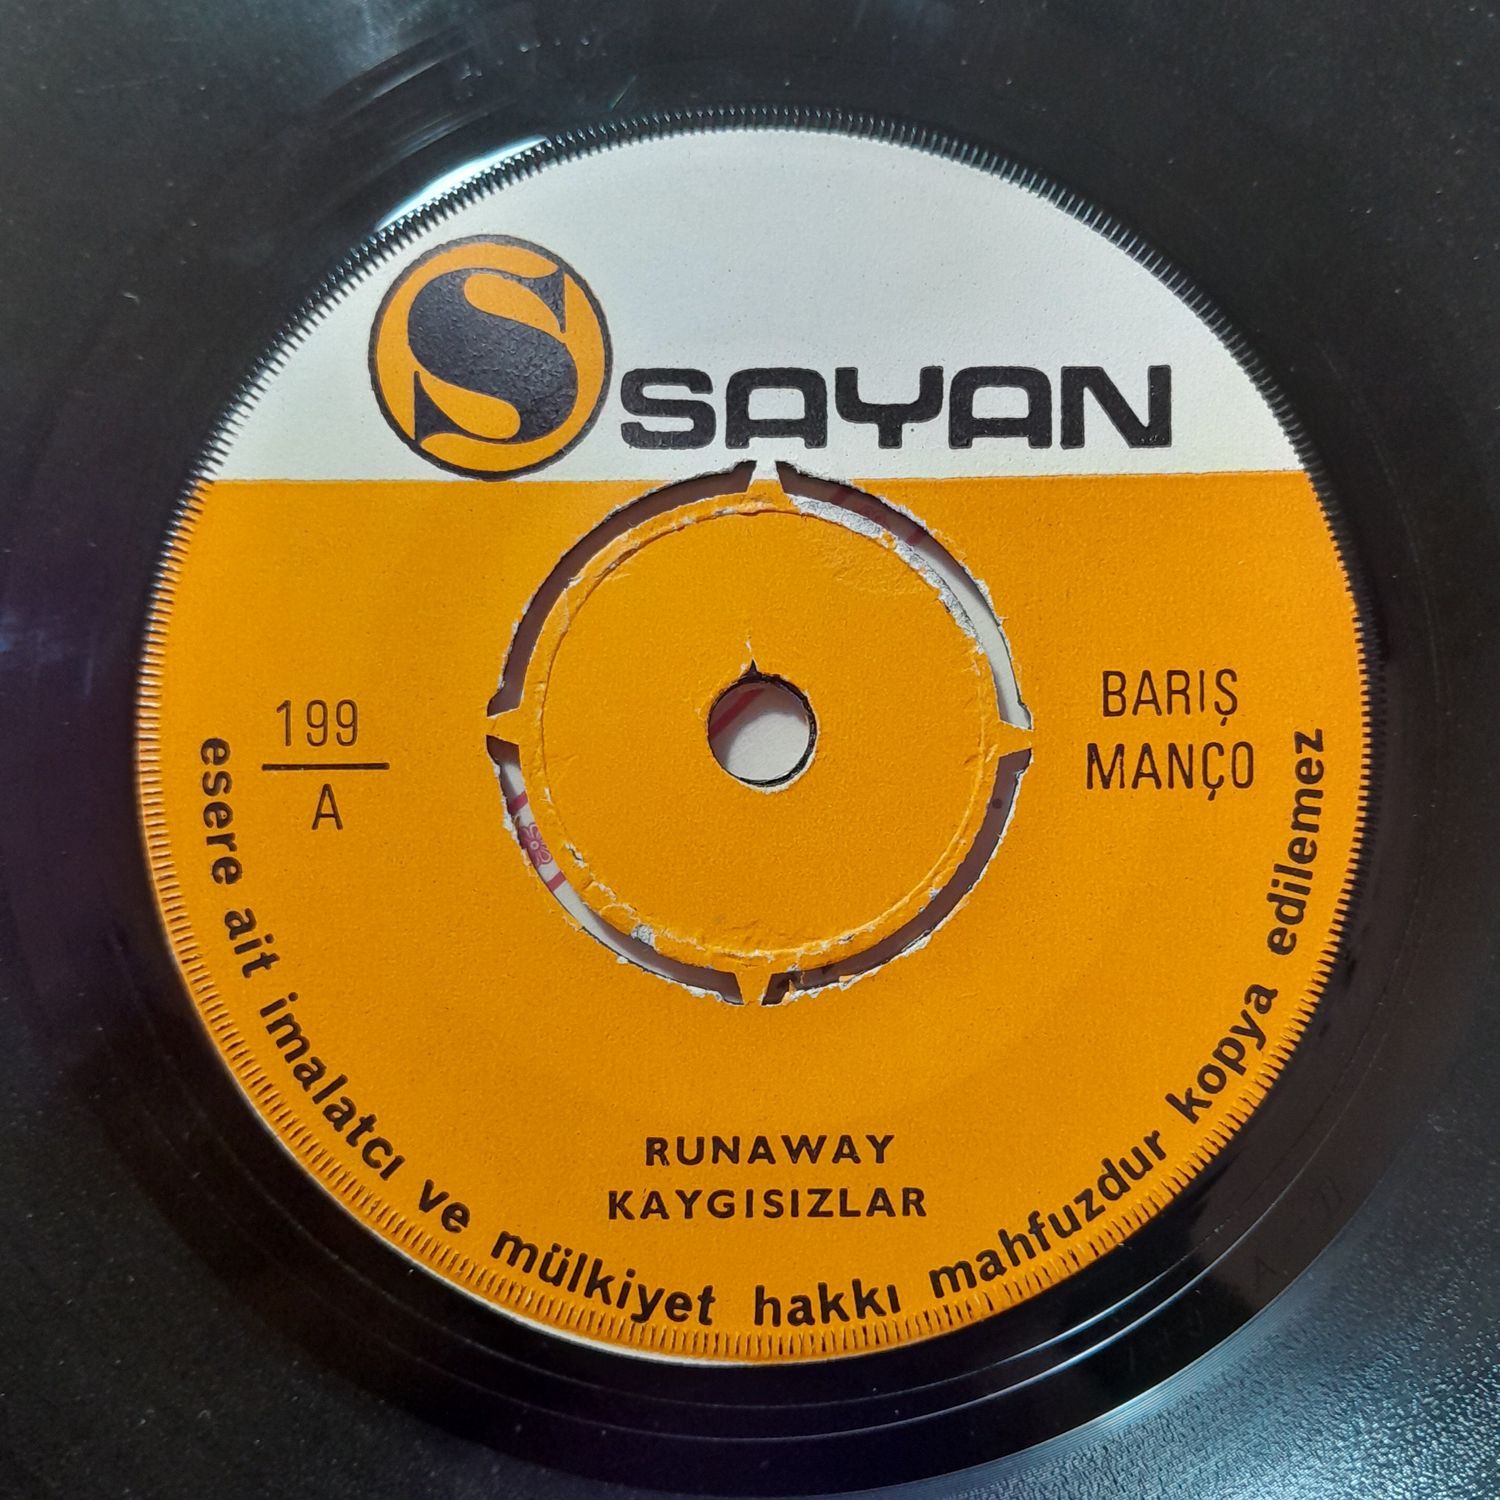 S SAYAN
199
A
BARIŞ
MANÇO
RUNAWAY
KAYGISIZLAR
esere ait imalatcı ve mülkiyet hakkı mahfuzdur kopya edilemez